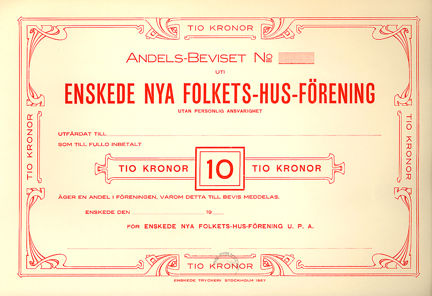 TIO KRONOR
ANDELS-BEVISET No
UTI
ENSKEDE NYA FOLKETS-HUS-FÖRENING
UTAN PERSONLIG ANSVARIGHET
UTFÄRDAT TILL
SOM TILL FULLO INBETALT
TIO KRONOR 10 TIO KRONOR
ÄGER EN ANDEL I FÖRENINGEN, VAROM DETTA TILL BEVIS MEDDELAS.
ENSKEDE DEN 19
FÖR ENSKEDE NYA FOLKETS-HUS-FÖRENING U. P. A.
TIO KRONOR
TIO KRONOR
TIO KRONOR
ENSKEDE TRYCKERI STOCKHOLM